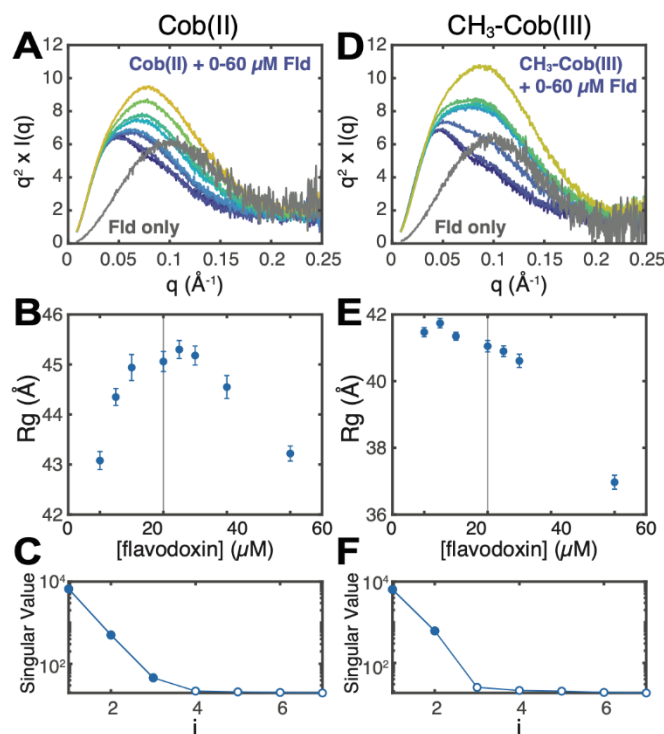 Cob(II)
CH₃-Cob(III)
A
Cob(II) + 0-60 µM Fld
12
10
8
6
4
2
0
q² x I(q)
Fld only
0
0.05
0.1
0.15
0.2
0.25
q (Å⁻¹)
D
CH₃-Cob(III)
+ 0-60 µM Fld
12
10
8
6
4
2
0
q² x I(q)
Fld only
0
0.05
0.1
0.15
0.2
0.25
q (Å⁻¹)
B
46
45
44
43
42
Rg (Å)
0
20
40
60
[flavodoxin] (µM)
E
42
40
38
36
Rg (Å)
0
20
40
60
[flavodoxin] (µM)
C
10⁴
10²
Singular Value
2
4
6
i
F
10⁴
10²
Singular Value
2
4
6
i